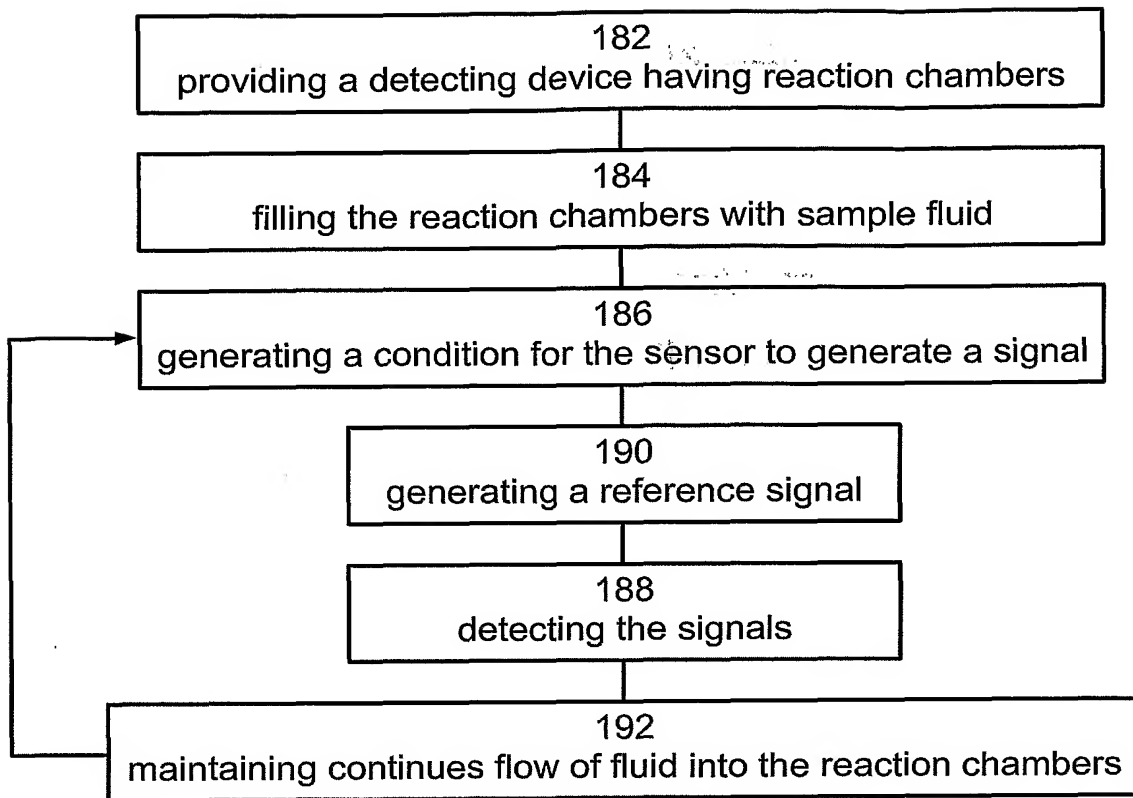 182
providing a detecting device having reaction chambers
184
filling the reaction chambers with sample fluid
186
generating a condition for the sensor to generate a signal
190
generating a reference signal
188
detecting the signals
192
maintaining continues flow of fluid into the reaction chambers